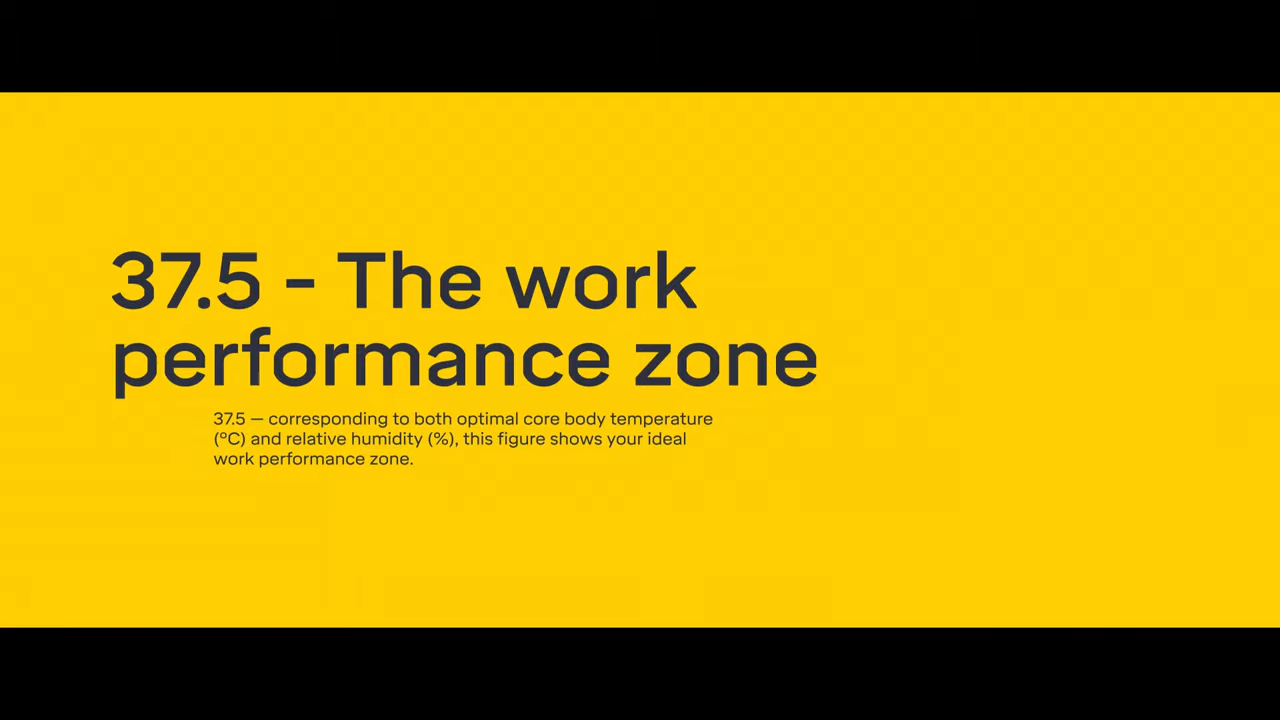 37.5 - The work
performance zone
37.5 — corresponding to both optimal core body temperature
(ºC) and relative humidity (%), this figure shows your ideal
work performance zone.